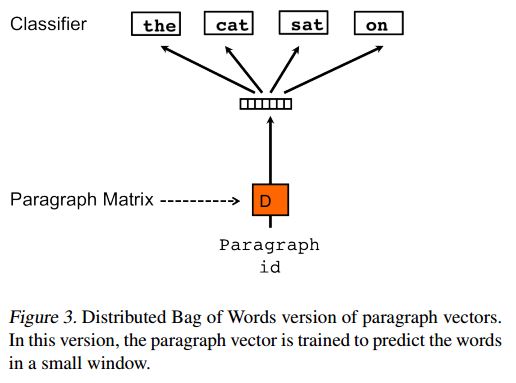 Classifier the cat sat on
Paragraph Matrix D
Paragraph
id
Figure 3. Distributed Bag of Words version of paragraph vectors.
In this version, the paragraph vector is trained to predict the words
in a small window.